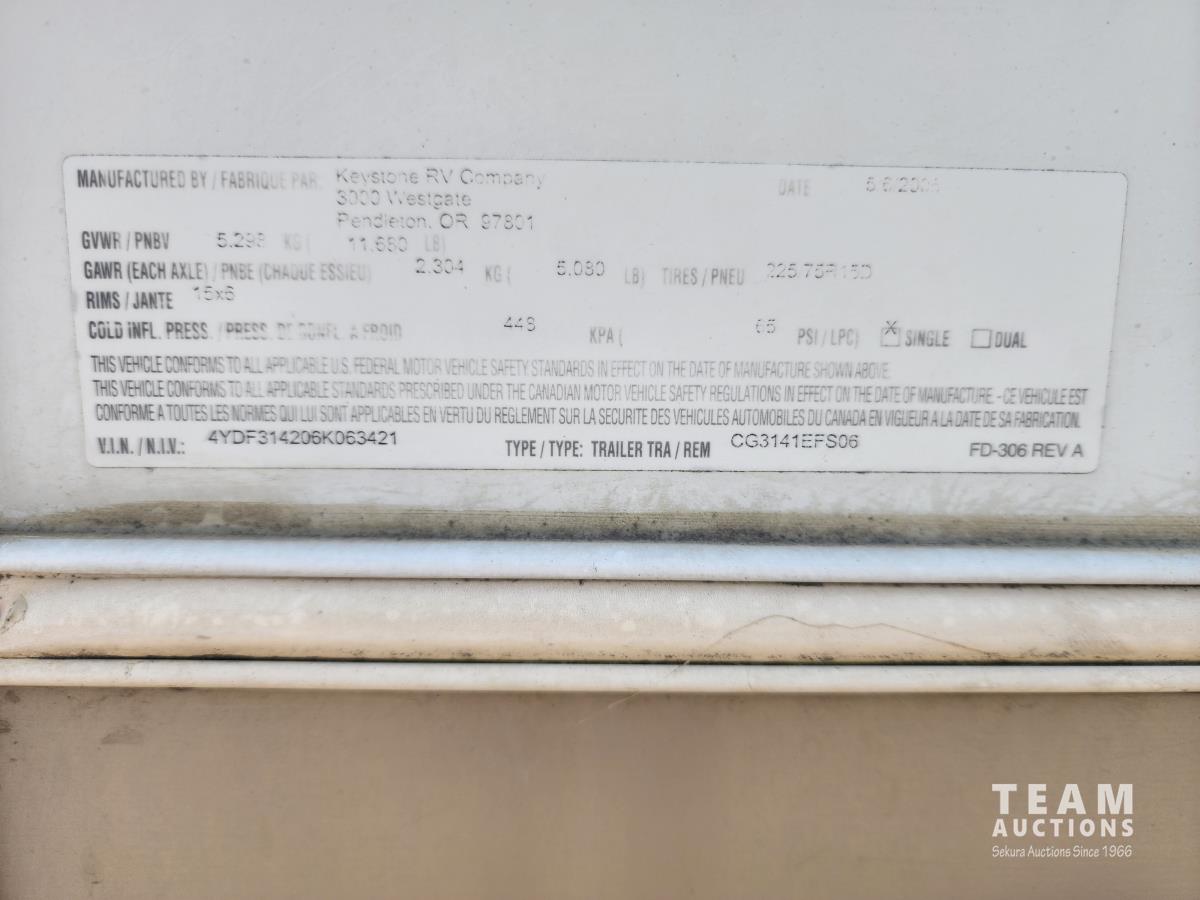 MANUFACTURED BY / FABRIQUE PAR: Keystone RV Company DATE
3000 Westgate
Pendleton, OR 97801
GVWR / PNBV KG ( 11.680 LB)
GAWR (EACH AXLE) / PNBE (CHAQUE ESSIEU) 2.304 KG ( 5.080 LB) TIRES / PNEU 225/75R15D
RIMS / JANTE 15x6
COLD INFL. PRESS. / PRESS. DE GONFL. A FROID 448 KPA ( 65 PSI / LPC) X SINGLE DUAL
THIS VEHICLE CONFORMS TO ALL APPLICABLE U.S. FEDERAL MOTOR VEHICLE SAFETY STANDARDS IN EFFECT ON THE DATE OF MANUFACTURE SHOWN ABOVE.
THIS VEHICLE CONFORMS TO ALL APPLICABLE STANDARDS PRESCRIBED UNDER THE CANADIAN MOTOR VEHICLE SAFETY REGULATIONS IN EFFECT ON THE DATE OF MANUFACTURE. - CE VEHICULE EST
CONFORME A TOUTES LES NORMES QUI LUI SONT APPLICABLES EN VERTU DU REGLEMENT SUR LA SECURITE DES VEHICULES AUTOMOBILES DU CANADA EN VIGUEUR A LA DATE DE SA FABRICATION.
V.I.N. / N.I.V.: 4YDF314206K063421 TYPE / TYPE: TRAILER TRA / REM CG3141EFS06 FD-306 REV A
TEAM
AUCTIONS
Sekura Auctions Since 1966